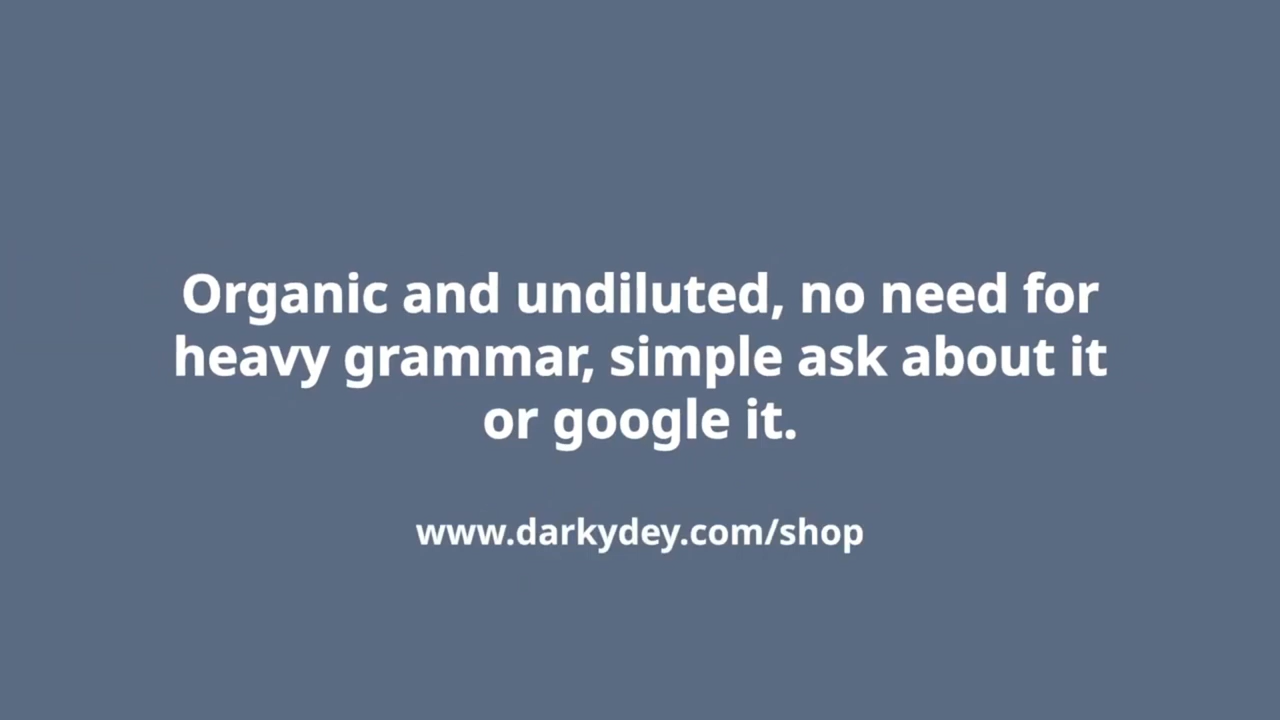 Organic and undiluted, no need for
heavy grammar, simple ask about it
or google it.
www.darkydey.com/shop